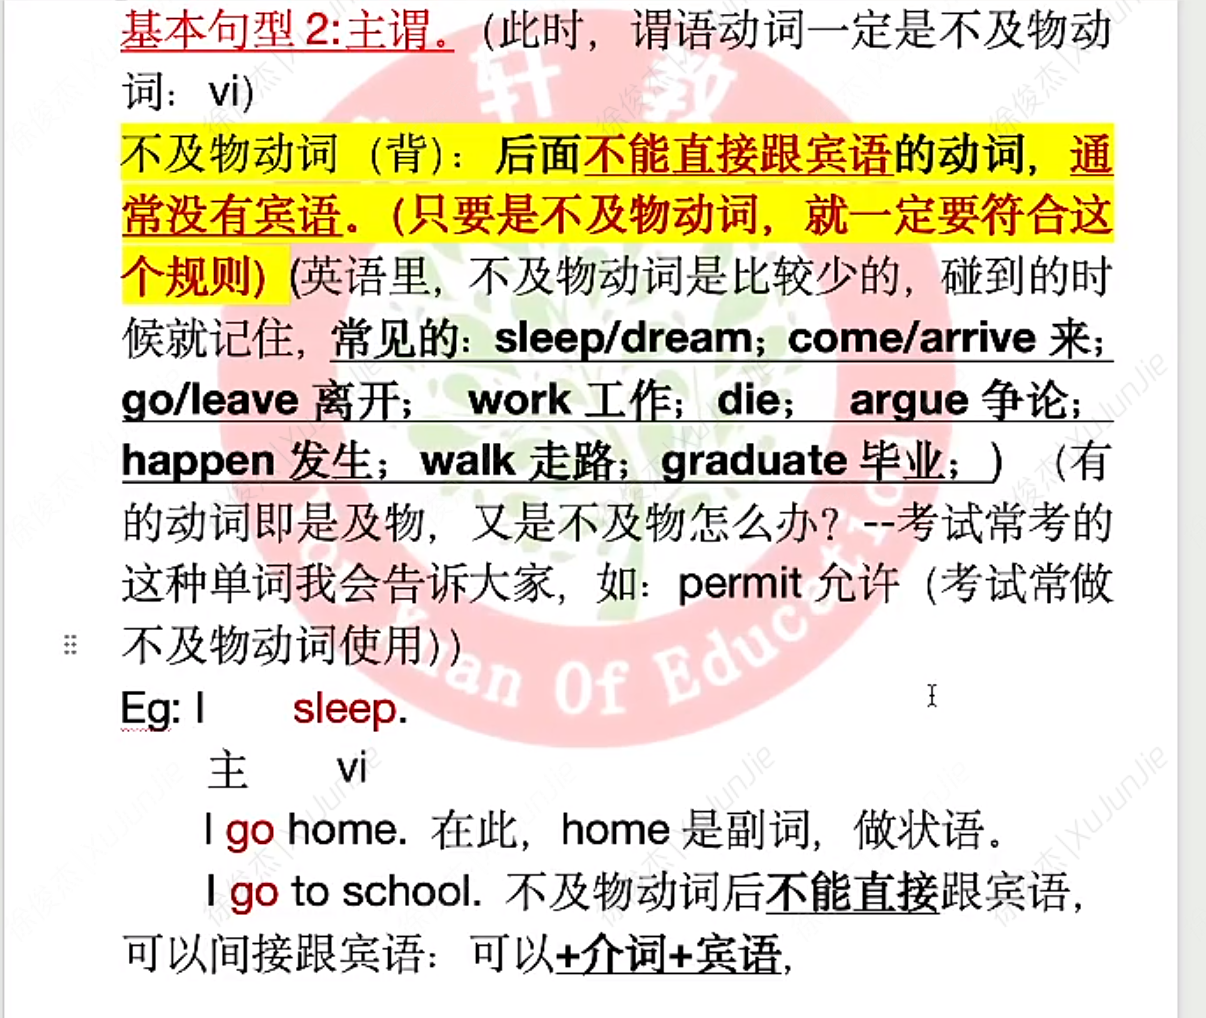 基本句型 2:主谓。（此时，谓语动词一定是不及物动
词：vi)
不及物动词（背）：后面不能直接跟宾语的动词，通
常没有宾语。（只要是不及物动词，就一定要符合这
个规则) (英语里，不及物动词是比较少的，碰到的时
候就记住，常见的：sleep/dream；come/arrive 来；
go/leave 离开； work 工作；die； argue 争论；
happen 发生；walk 走路；graduate 毕业；) （有
的动词即是及物，又是不及物怎么办？--考试常考的
这种单词我会告诉大家，如：permit 允许（考试常做
不及物动词使用))
Eg: I sleep.
主 vi
I go home. 在此，home 是副词，做状语。
I go to school. 不及物动词后不能直接跟宾语，
可以间接跟宾语：可以+介词+宾语，
轩 教
Of Education
徐俊杰|XuJunJie